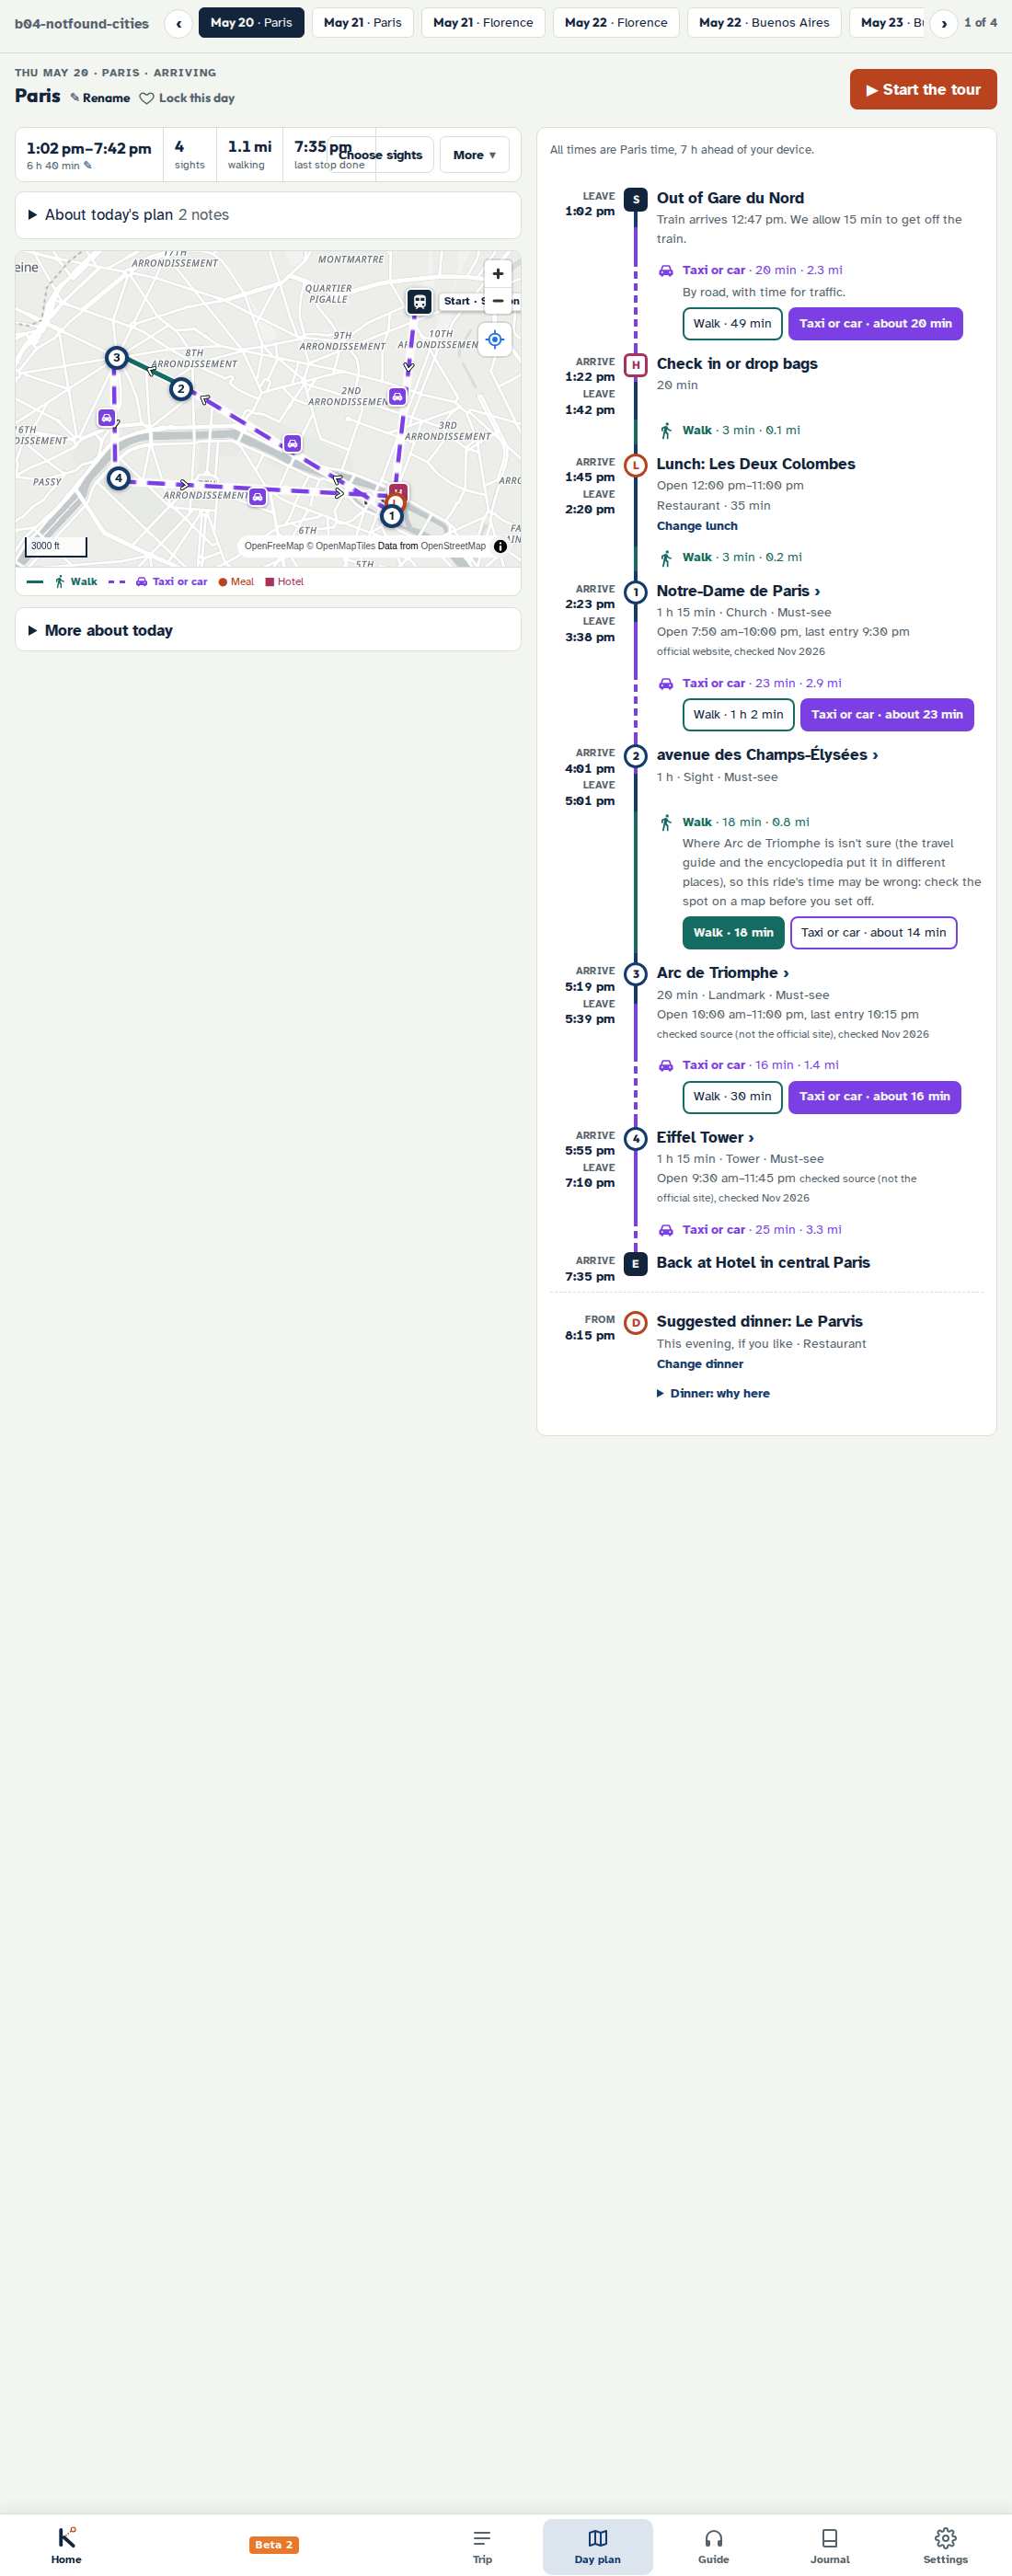 b04-notfound-cities
‹
May 20 · Paris
May 21 · Paris
May 21 · Florence
May 22 · Florence
May 22 · Buenos Aires
May 23 ·
›
1 of 4
THU MAY 20 · PARIS · ARRIVING
Paris
✎ Rename
Lock this day
▶ Start the tour
1:02 pm–7:42 pm
6 h 40 min ✎
4
sights
1.1 mi
walking
7:35 pm
last stop done
Choose sights
More ▾
▶ About today's plan 2 notes
eine
17TH
ARRONDISSEMENT
MONTMARTRE
QUARTIER
PIGALLE
Start ·
+
−
9TH
ARRONDISSEMENT
10TH
8TH
ARRONDISSEMENT
3
2
2ND
3RD
ARRONDISSEMENT
16TH
DISSEMENT
PASSY
4
ARRONDISSEMENT
1
6TH
5TH
3000 ft
OpenFreeMap © OpenMapTiles Data from OpenStreetMap
Walk
Taxi or car
Meal
Hotel
▶ More about today
All times are Paris time, 7 h ahead of your device.
LEAVE
1:02 pm
S
Out of Gare du Nord
Train arrives 12:47 pm. We allow 15 min to get off the
train.
Taxi or car · 20 min · 2.3 mi
By road, with time for traffic.
Walk · 49 min
Taxi or car · about 20 min
ARRIVE
1:22 pm
LEAVE
1:42 pm
H
Check in or drop bags
20 min
Walk · 3 min · 0.1 mi
ARRIVE
1:45 pm
LEAVE
2:20 pm
L
Lunch: Les Deux Colombes
Open 12:00 pm–11:00 pm
Restaurant · 35 min
Change lunch
Walk · 3 min · 0.2 mi
ARRIVE
2:23 pm
LEAVE
3:38 pm
1
Notre-Dame de Paris ›
1 h 15 min · Church · Must-see
Open 7:50 am–10:00 pm, last entry 9:30 pm
official website, checked Nov 2026
Taxi or car · 23 min · 2.9 mi
Walk · 1 h 2 min
Taxi or car · about 23 min
ARRIVE
4:01 pm
LEAVE
5:01 pm
2
avenue des Champs-Élysées ›
1 h · Sight · Must-see
Walk · 18 min · 0.8 mi
Where Arc de Triomphe is isn't sure (the travel
guide and the encyclopedia put it in different
places), so this ride's time may be wrong: check the
spot on a map before you set off.
Walk · 18 min
Taxi or car · about 14 min
ARRIVE
5:19 pm
LEAVE
5:39 pm
3
Arc de Triomphe ›
20 min · Landmark · Must-see
Open 10:00 am–11:00 pm, last entry 10:15 pm
checked source (not the official site), checked Nov 2026
Taxi or car · 16 min · 1.4 mi
Walk · 30 min
Taxi or car · about 16 min
ARRIVE
5:55 pm
LEAVE
7:10 pm
4
Eiffel Tower ›
1 h 15 min · Tower · Must-see
Open 9:30 am–11:45 pm checked source (not the
official site), checked Nov 2026
Taxi or car · 25 min · 3.3 mi
ARRIVE
7:35 pm
E
Back at Hotel in central Paris
FROM
8:15 pm
D
Suggested dinner: Le Parvis
This evening, if you like · Restaurant
Change dinner
▶ Dinner: why here
Home
Beta 2
Trip
Day plan
Guide
Journal
Settings